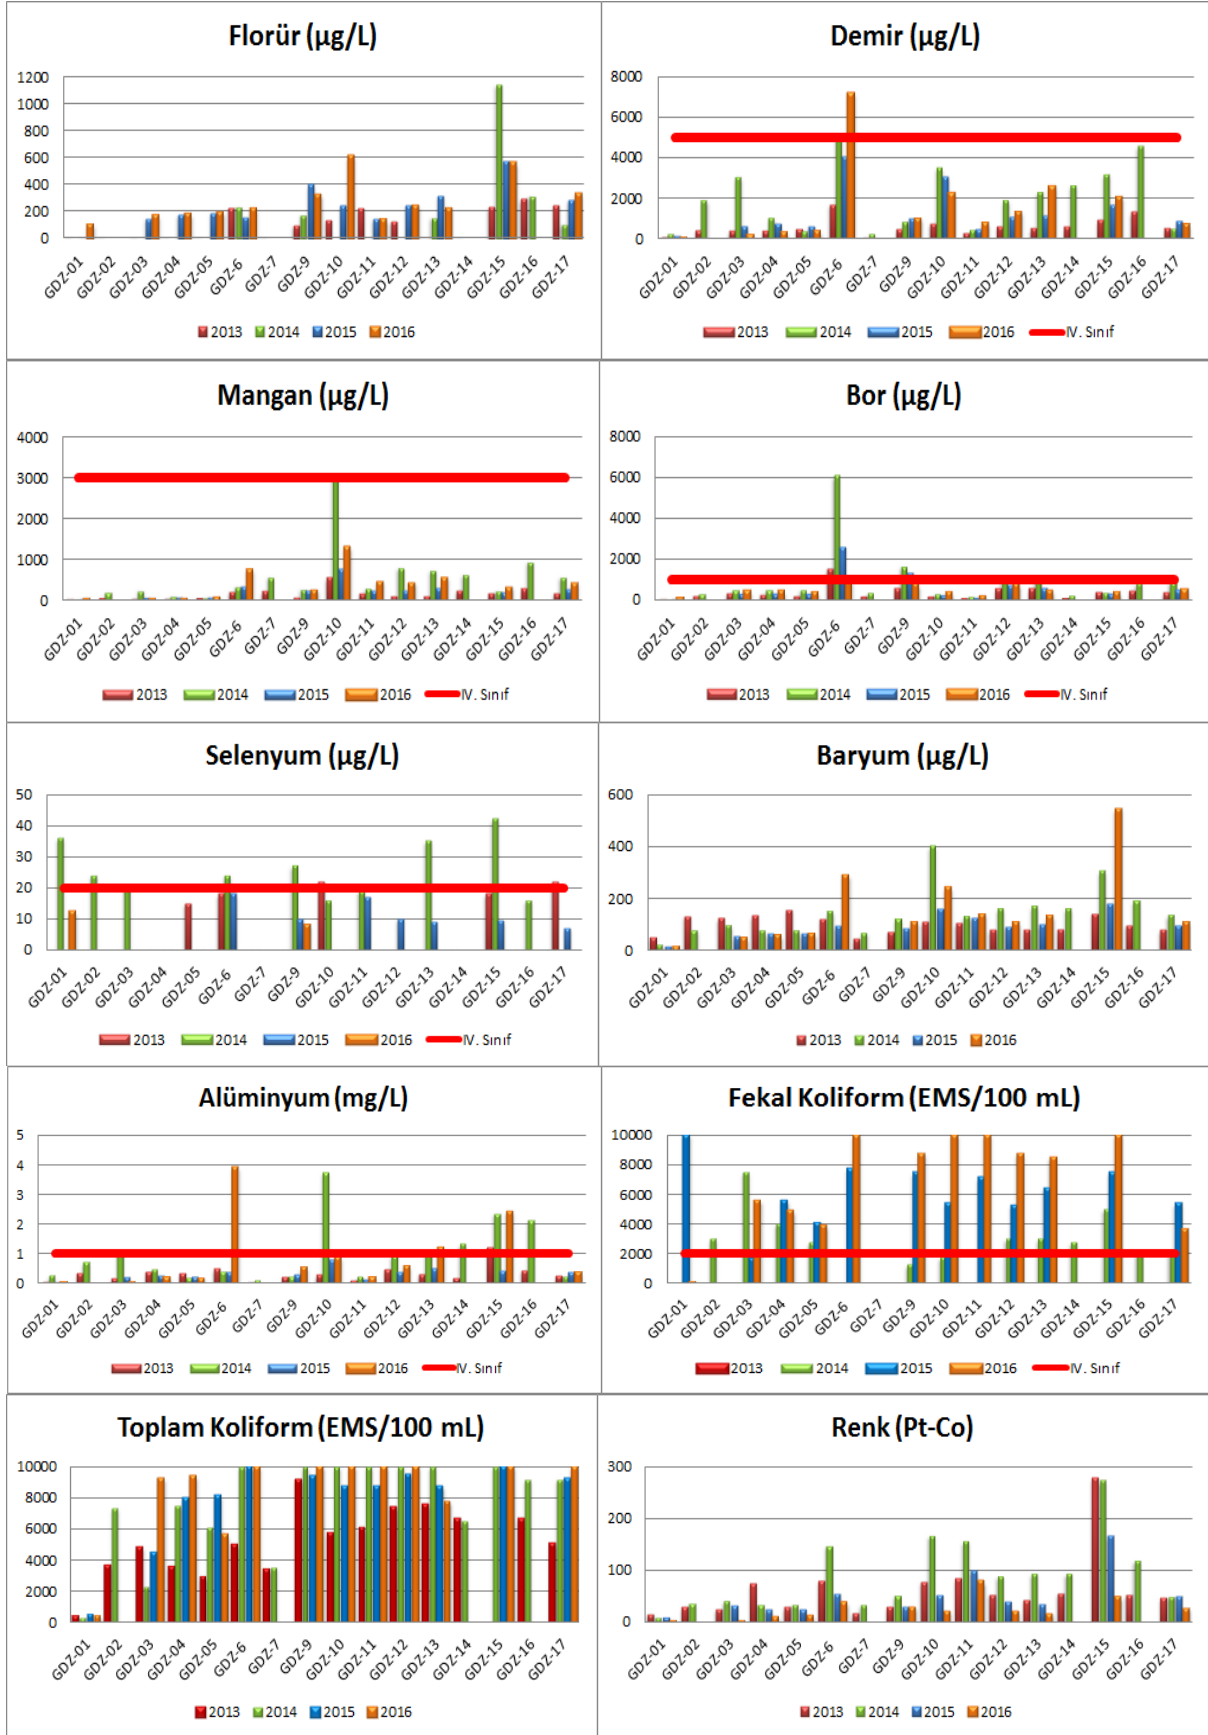 Florür (µg/L)
1200
1000
800
600
400
200
0
GDZ-01 GDZ-02 GDZ-03 GDZ-04 GDZ-05 GDZ-6 GDZ-7 GDZ-9 GDZ-10 GDZ-11 GDZ-12 GDZ-13 GDZ-15 GDZ-16 GDZ-17
2013 2014 2015 2016
Demir (µg/L)
8000
6000
4000
2000
0
GDZ-01 GDZ-02 GDZ-03 GDZ-04 GDZ-05 GDZ-6 GDZ-7 GDZ-9 GDZ-10 GDZ-11 GDZ-12 GDZ-13 GDZ-14 GDZ-15 GDZ-16 GDZ-17
2013 2014 2015 2016 IV. Sınıf
Mangan (µg/L)
4000
3000
2000
1000
0
GDZ-01 GDZ-02 GDZ-03 GDZ-04 GDZ-05 GDZ-6 GDZ-7 GDZ-9 GDZ-10 GDZ-11 GDZ-12 GDZ-13 GDZ-14 GDZ-15 GDZ-16 GDZ-17
2013 2014 2015 2016 IV. Sınıf
Bor (µg/L)
8000
6000
4000
2000
0
GDZ-01 GDZ-02 GDZ-03 GDZ-04 GDZ-05 GDZ-6 GDZ-7 GDZ-9 GDZ-10 GDZ-11 GDZ-12 GDZ-13 GDZ-14 GDZ-15 GDZ-16 GDZ-17
2013 2014 2015 2016 IV. Sınıf
Selenyum (µg/L)
50
40
30
20
10
0
GDZ-01 GDZ-02 GDZ-03 GDZ-04 GDZ-05 GDZ-6 GDZ-7 GDZ-9 GDZ-10 GDZ-11 GDZ-12 GDZ-13 GDZ-14 GDZ-15 GDZ-16 GDZ-17
2013 2014 2015 2016 IV. Sınıf
Baryum (µg/L)
600
400
200
0
GDZ-01 GDZ-02 GDZ-03 GDZ-04 GDZ-05 GDZ-6 GDZ-7 GDZ-9 GDZ-10 GDZ-11 GDZ-12 GDZ-13 GDZ-14 GDZ-15 GDZ-16 GDZ-17
2013 2014 2015 2016
Alüminyum (mg/L)
5
4
3
2
1
0
GDZ-01 GDZ-02 GDZ-03 GDZ-04 GDZ-05 GDZ-6 GDZ-7 GDZ-9 GDZ-10 GDZ-11 GDZ-12 GDZ-13 GDZ-14 GDZ-15 GDZ-16 GDZ-17
2013 2014 2015 2016 IV. Sınıf
Fekal Koliform (EMS/100 mL)
10000
8000
6000
4000
2000
0
GDZ-01 GDZ-02 GDZ-03 GDZ-04 GDZ-05 GDZ-6 GDZ-7 GDZ-9 GDZ-10 GDZ-11 GDZ-12 GDZ-13 GDZ-14 GDZ-15 GDZ-16 GDZ-17
2013 2014 2015 2016 IV. Sınıf
Toplam Koliform (EMS/100 mL)
10000
8000
6000
4000
2000
0
GDZ-01 GDZ-02 GDZ-03 GDZ-04 GDZ-05 GDZ-6 GDZ-7 GDZ-9 GDZ-10 GDZ-11 GDZ-12 GDZ-13 GDZ-14 GDZ-15 GDZ-16 GDZ-17
2013 2014 2015 2016
Renk (Pt-Co)
300
200
100
0
GDZ-01 GDZ-02 GDZ-03 GDZ-04 GDZ-05 GDZ-6 GDZ-7 GDZ-9 GDZ-10 GDZ-11 GDZ-12 GDZ-13 GDZ-14 GDZ-15 GDZ-16 GDZ-17
2013 2014 2015 2016